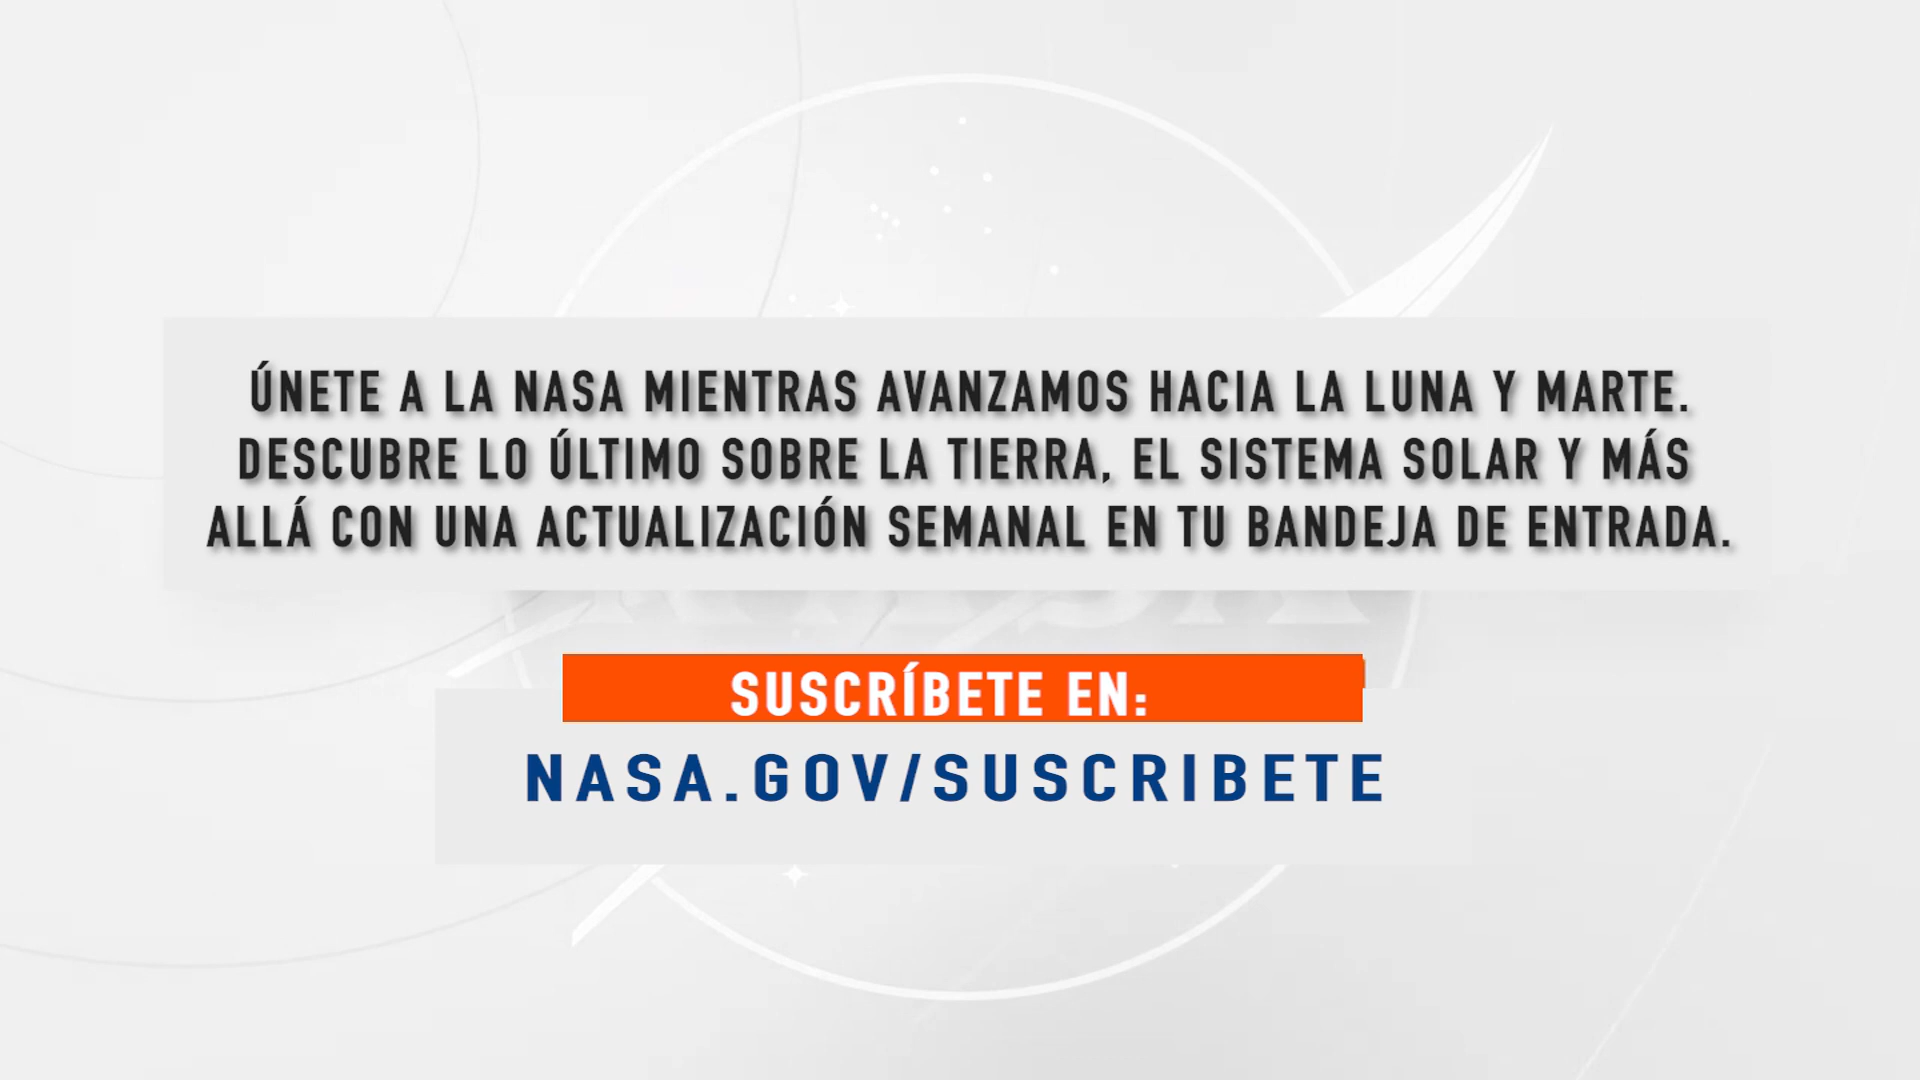 ÚNETE A LA NASA MIENTRAS AVANZAMOS HACIA LA LUNA Y MARTE.
DESCUBRE LO ÚLTIMO SOBRE LA TIERRA, EL SISTEMA SOLAR Y MÁS
ALLÁ CON UNA ACTUALIZACIÓN SEMANAL EN TU BANDEJA DE ENTRADA.
SUSCRÍBETE EN:
NASA.GOV/SUSCRIBETE